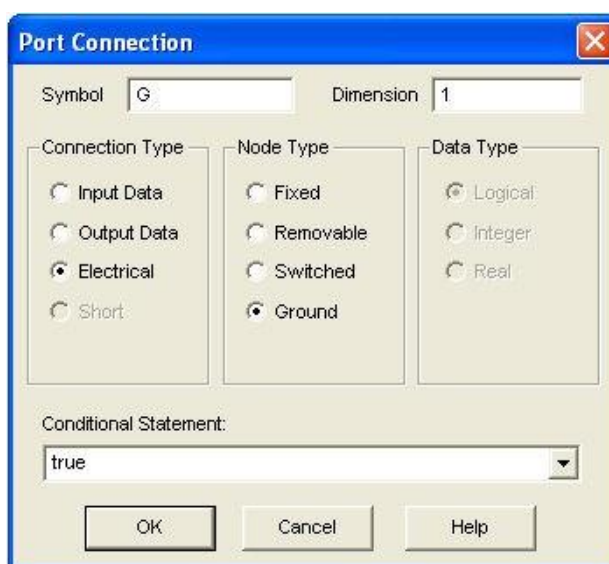 Port Connection
Symbol G Dimension 1
Connection Type Node Type Data Type
Input Data Fixed Logical
Output Data Removable Integer
Electrical Switched Real
Short Ground
Conditional Statement:
true
OK Cancel Help